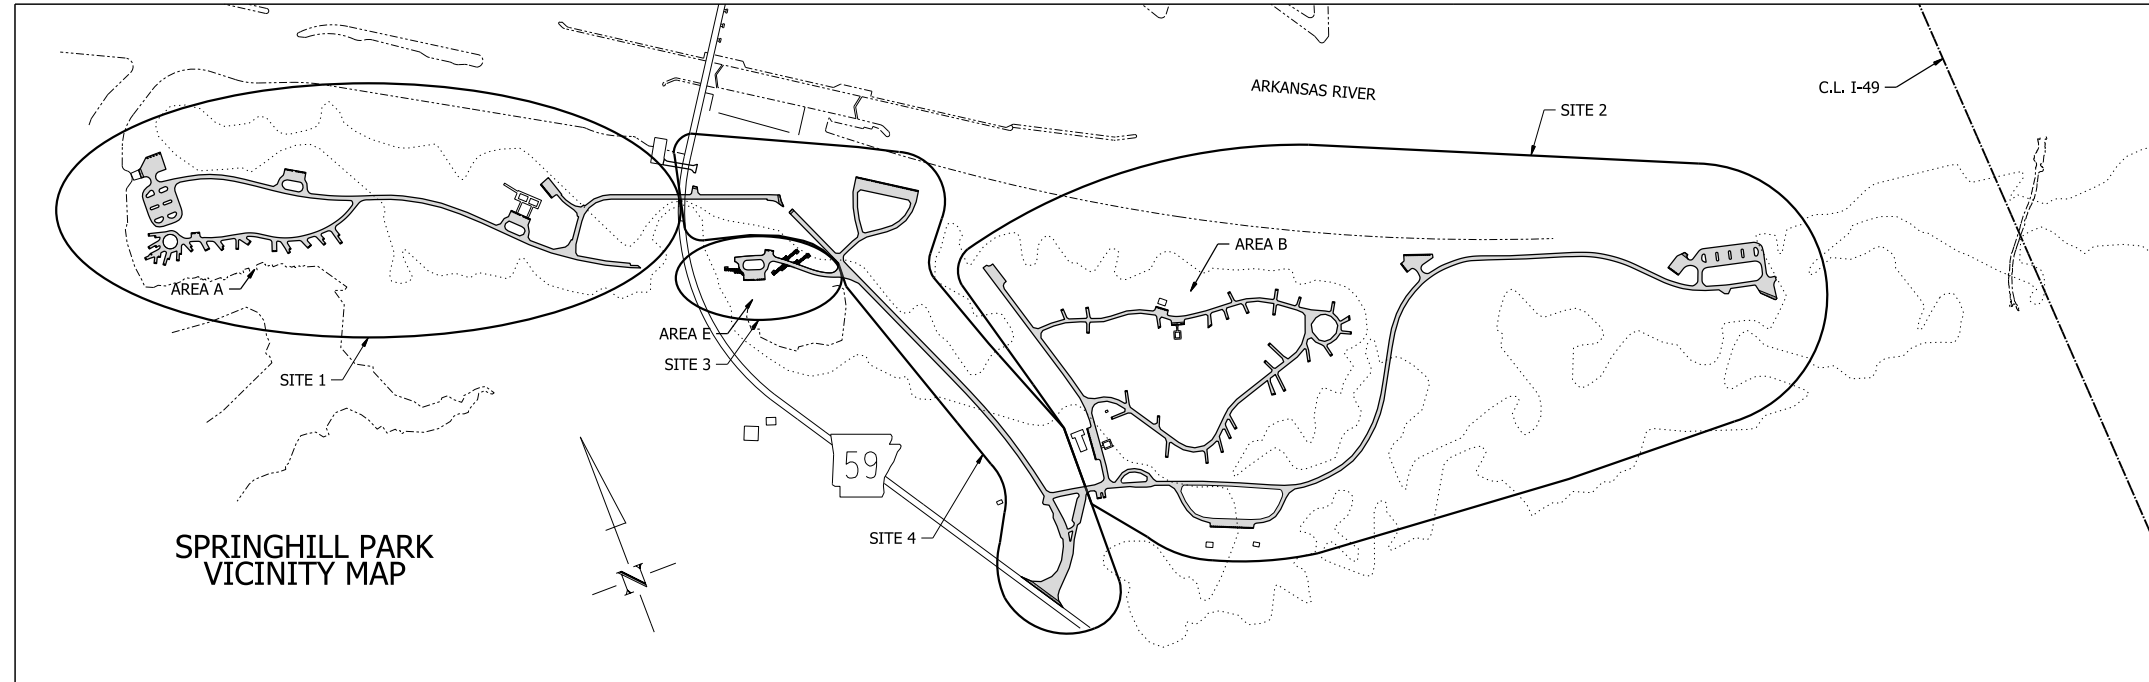 ARKANSAS RIVER
C.L. I-49
SITE 2
AREA B
AREA A
AREA E
SITE 3
SITE 1
59
SITE 4
SPRINGHILL PARK
VICINITY MAP
N